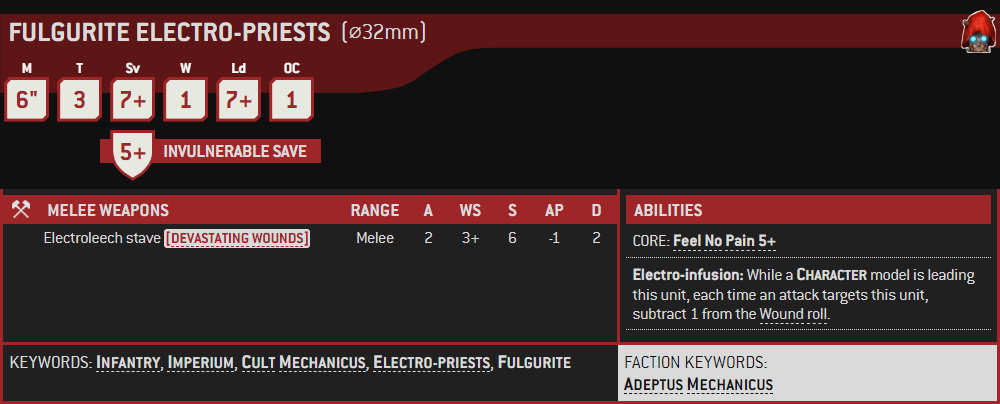 FULGURITE ELECTRO-PRIESTS (⌀32mm)
M T Sv W Ld OC
6" 3 7+ 1 7+ 1
5+ INVULNERABLE SAVE
MELEE WEAPONS RANGE A WS S AP D
Electroleech stave [DEVASTATING WOUNDS] Melee 2 3+ 6 -1 2
ABILITIES
CORE: Feel No Pain 5+
Electro-infusion: While a CHARACTER model is leading
this unit, each time an attack targets this unit,
subtract 1 from the Wound roll.
KEYWORDS: INFANTRY, IMPERIUM, CULT MECHANICUS, ELECTRO-PRIESTS, FULGURITE
FACTION KEYWORDS:
ADEPTUS MECHANICUS